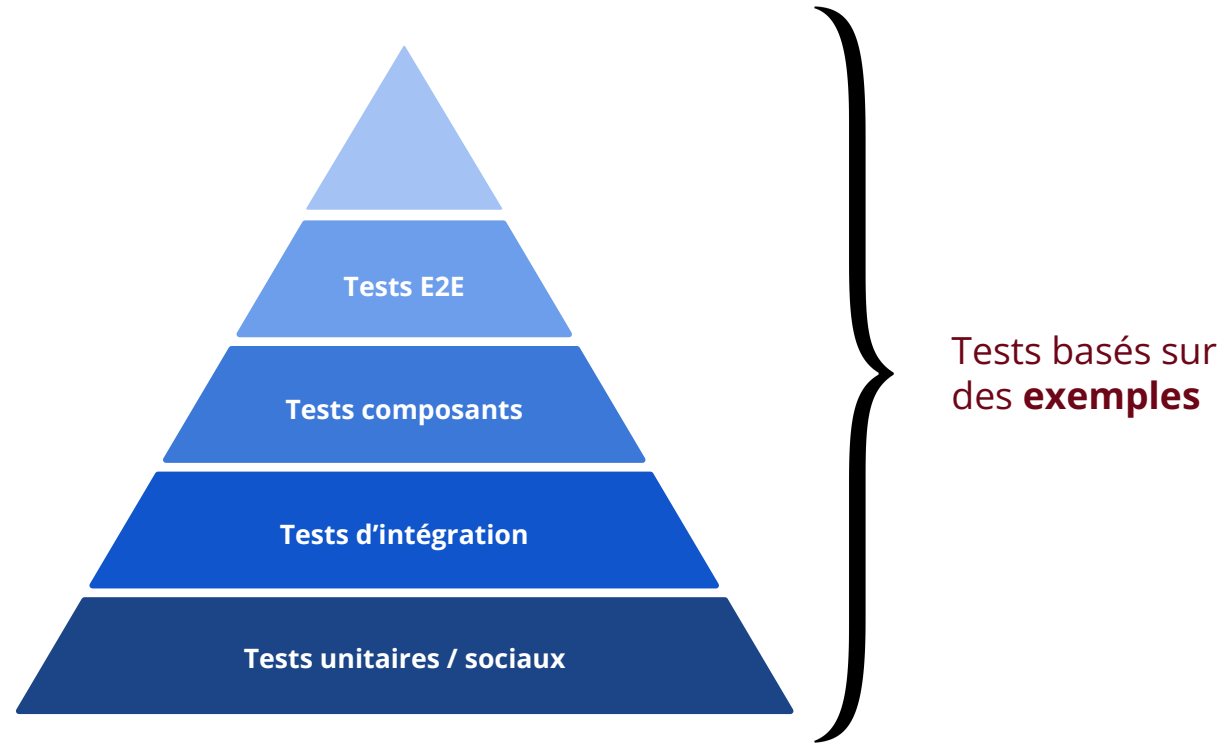 Tests E2E
Tests composants
Tests d’intégration
Tests unitaires / sociaux
Tests basés sur
des exemples